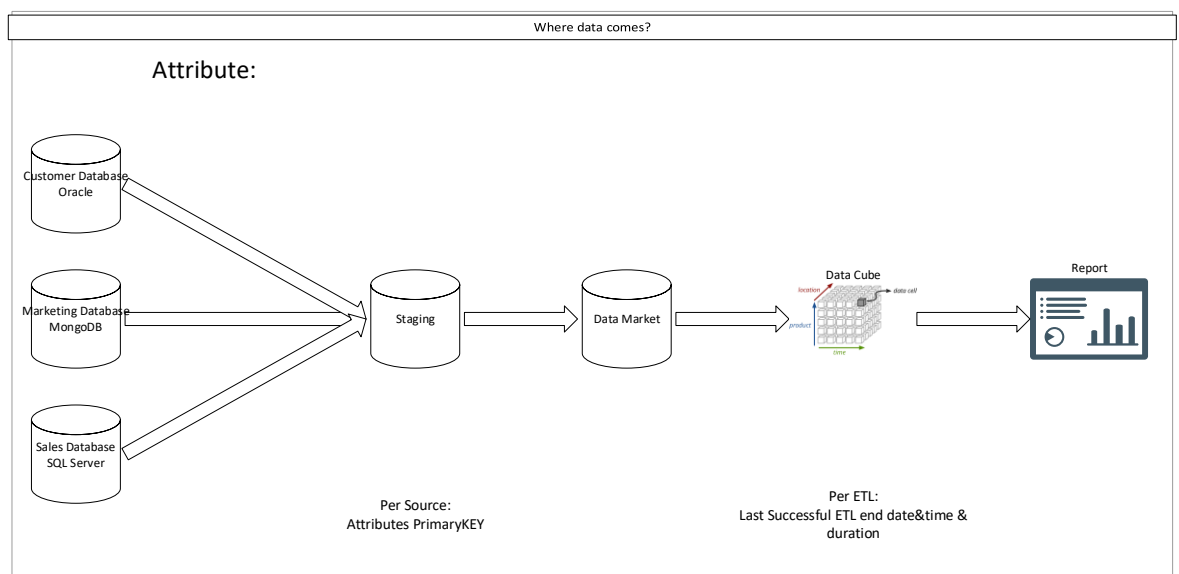 Where data comes?
Attribute:
Customer Database
Oracle
Marketing Database
MongoDB
Sales Database
SQL Server
Staging
Data Market
Data Cube
location
data cell
product
time
Report
Per Source:
Attributes PrimaryKEY
Per ETL:
Last Successful ETL end date&time &
duration